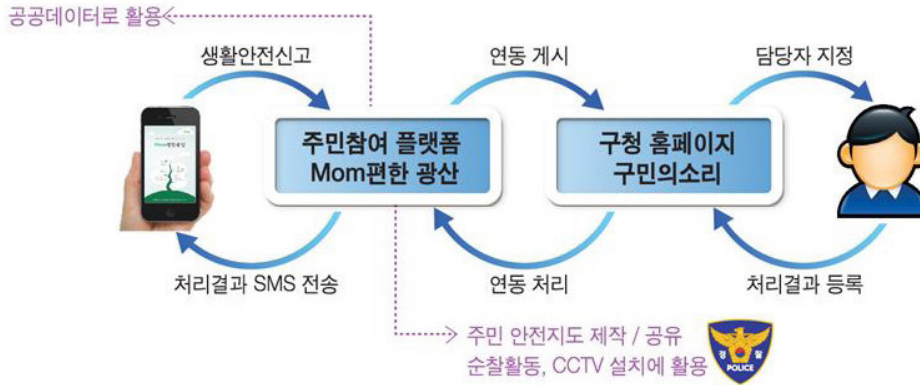 공공데이터로 활용
생활안전신고
연동 게시
담당자 지정
주민참여 플랫폼
Mom편한 광산
구청 홈페이지
구민의소리
처리결과 SMS 전송
연동 처리
처리결과 등록
주민 안전지도 제작 / 공유
순찰활동, CCTV 설치에 활용
경찰
POLICE